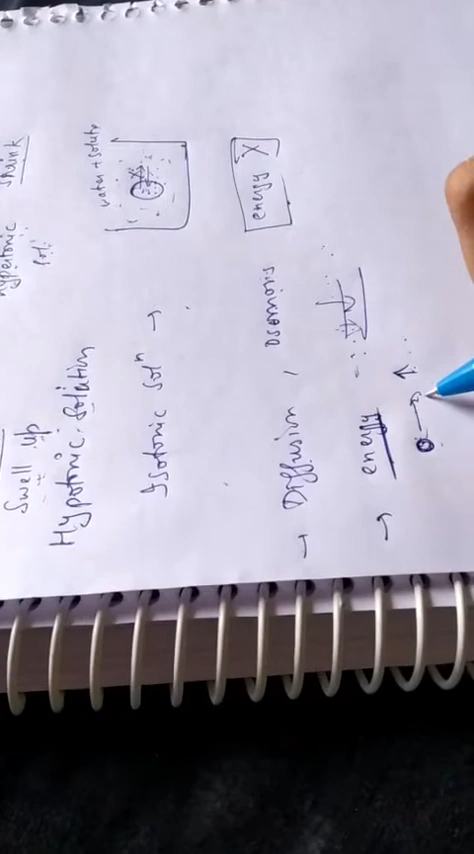 Shrink
hypertonic
sol.
Swell up
Hypotonic Solution
water + solute
Isotonic Solⁿ →
→ Diffusion, osmosis
energy X
→ energy